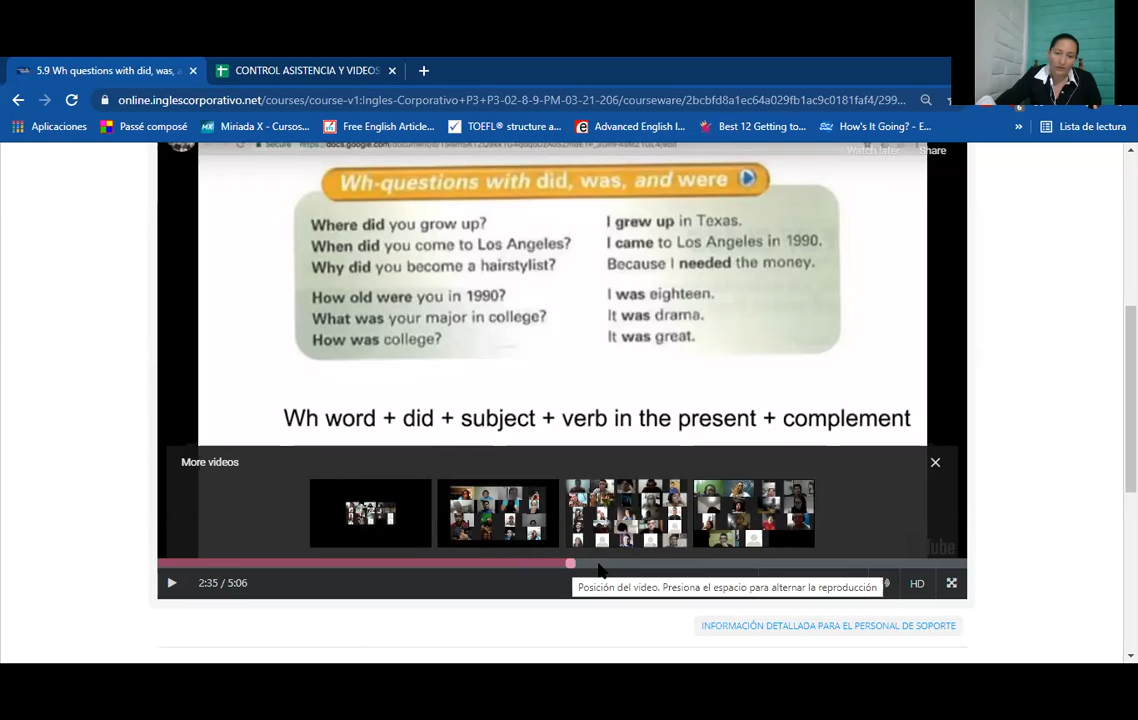 5.9 Wh questions with did, was,
CONTROL ASISTENCIA Y VIDEOS
online.inglescorporativo.net/courses/course-v1:Ingles-Corporativo+P3+P3-02-8-9-PM-03-21-206/courseware/2bcbfd8a1ec64a029fb1ac9c0181faf4/299...
Aplicaciones
Passé composé
Miriada X - Cursos...
Free English Article...
TOEFL® structure a...
Advanced English I...
Best 12 Getting to...
How's It Going? - E...
»
Lista de lectura
Secure
Watch later
Share
Wh-questions with did, was, and were
Where did you grow up? I grew up in Texas.
When did you come to Los Angeles? I came to Los Angeles in 1990.
Why did you become a hairstylist? Because I needed the money.
How old were you in 1990? I was eighteen.
What was your major in college? It was drama.
How was college? It was great.
Wh word + did + subject + verb in the present + complement
More videos
2:35 / 5:06
Posición del vídeo. Presiona el espacio para alternar la reproducción
HD
INFORMACIÓN DETALLADA PARA EL PERSONAL DE SOPORTE